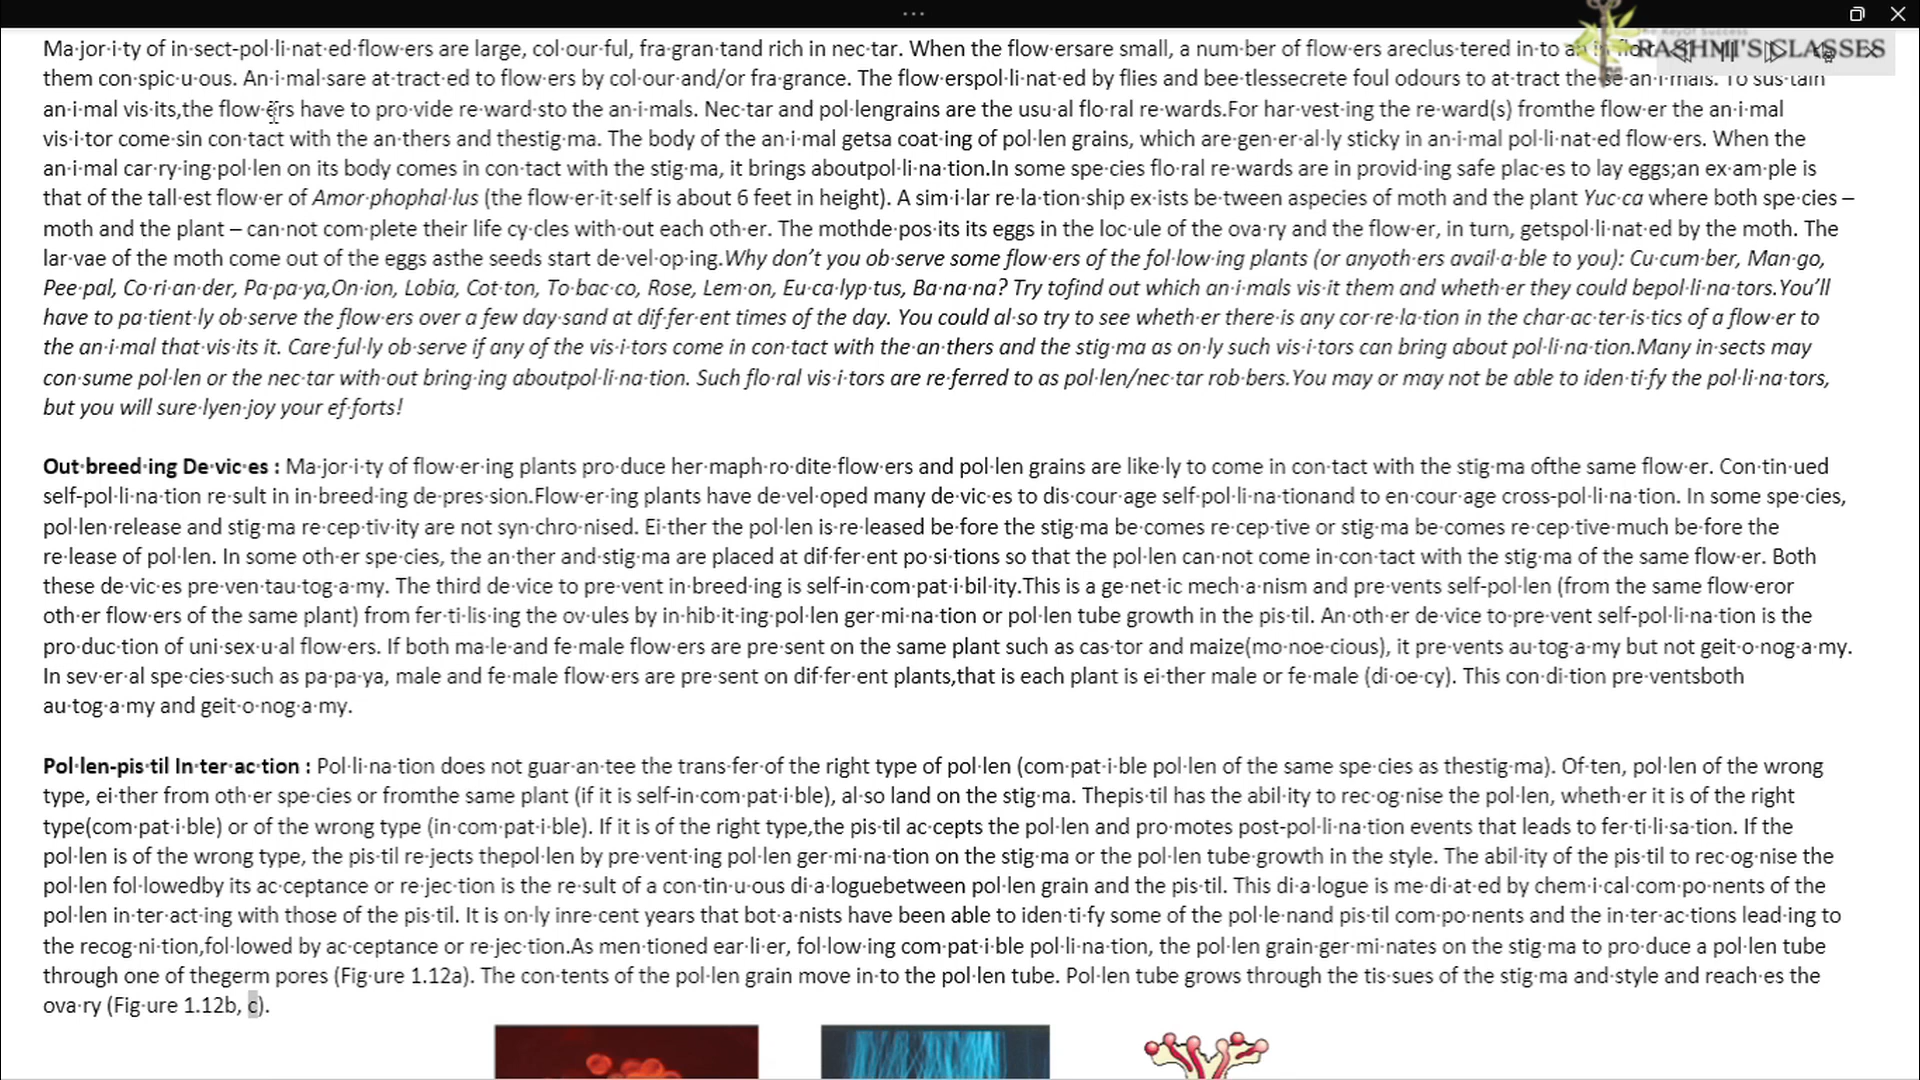 Ma·jor·i·ty of in·sect-pol·li·nat·ed·flow·ers are large, col·our·ful, fra·gran·tand rich in nec·tar. When the flow·ersare small, a num·ber of flow·ers areclus·tered in·to
RASHMI'S CLASSES
them con·spic·u·ous. An·i·mal·sare at·tract·ed to flow·ers by col·our·and/or fra·grance. The flow·erspol·li·nat·ed by flies and bee·tlessecrete foul odours to at·tract the·se·an·i·mals. To sus·tain
an·i·mal vis·its,the flow·ers have to pro·vide re·ward·sto the an·i·mals. Nec·tar and pol·lengrains are the usu·al flo·ral re·wards.For har·vest·ing the re·ward(s) fromthe flow·er the an·i·mal
vis·i·tor come·sin con·tact with the an·thers and thestig·ma. The body of the an·i·mal getsa coat·ing of pol·len grains, which are·gen·er·al·ly sticky in an·i·mal pol·li·nat·ed flow·ers. When the
an·i·mal car·ry·ing·pol·len on its body comes in con·tact with the stig·ma, it brings aboutpol·li·na·tion.In some spe·cies flo·ral re·wards are in provid·ing safe plac·es to lay eggs;an ex·am·ple is
that of the tall·est flow·er of Amor·phophal·lus (the flow·er·it·self is about 6 feet in height). A sim·i·lar re·la·tion·ship ex·ists be·tween aspecies of moth and the plant Yuc·ca where both spe·cies –
moth and the plant – can·not com·plete their life cy·cles with·out each oth·er. The mothde·pos·its its eggs in the loc·ule of the ova·ry and the flow·er, in turn, getspol·li·nat·ed by the moth. The
lar·vae of the moth come out of the eggs asthe seeds start de·vel·op·ing.Why don't you ob·serve some flow·ers of the fol·low·ing plants (or anyoth·ers avail·a·ble to you): Cu·cum·ber, Man·go,
Pee·pal, Co·ri·an·der, Pa·pa·ya,On·ion, Lobia, Cot·ton, To·bac·co, Rose, Lem·on, Eu·ca·lyp·tus, Ba·na·na? Try tofind out which an·i·mals vis·it them and wheth·er they could bepol·li·na·tors.You'll
have to pa·tient·ly ob·serve the flow·ers over a few day·sand at dif·fer·ent times of the day. You could al·so try to see wheth·er there·is any cor·re·la·tion in the char·ac·ter·is·tics of a flow·er to
the an·i·mal that·vis·its it. Care·ful·ly ob·serve if any of the vis·i·tors come in con·tact with the·an·thers and the stig·ma as on·ly such vis·i·tors can bring about pol·li·na·tion.Many in·sects may
con·sume pol·len or the nec·tar with·out bring·ing aboutpol·li·na·tion. Such flo·ral vis·i·tors are re·ferred to as pol·len/nec·tar rob·bers.You may or may not be able to iden·ti·fy the pol·li·na·tors,
but you will sure·lyen·joy your ef·forts!
Out·breed·ing De·vic·es : Ma·jor·i·ty of flow·er·ing plants pro·duce her·maph·ro·dite·flow·ers and pol·len grains are like·ly to come in con·tact with the stig·ma ofthe same flow·er. Con·tin·ued
self-pol·li·na·tion re·sult in in·breed·ing de·pres·sion.Flow·er·ing plants have de·vel·oped many de·vic·es to dis·cour·age self-pol·li·na·tionand to en·cour·age cross-pol·li·na·tion. In some spe·cies,
pol·len·release and stig·ma re·cep·tiv·ity are not syn·chro·nised. Ei·ther the pol·len is·re·leased be·fore the stig·ma be·comes re·cep·tive or stig·ma be·comes re·cep·tive·much be·fore the
re·lease of pol·len. In some oth·er spe·cies, the an·ther and·stig·ma are placed at dif·fer·ent po·si·tions so that the pol·len can·not come in·con·tact with the stig·ma of the same flow·er. Both
these de·vic·es pre·ven·tau·tog·a·my. The third de·vice to pre·vent in·breed·ing is self-in·com·pat·i·bil·ity.This is a ge·net·ic mech·a·nism and pre·vents self-pol·len (from the same flow·eror
oth·er flow·ers of the same plant) from fer·ti·lis·ing the ov·ules by in·hib·it·ing·pol·len ger·mi·na·tion or pol·len tube growth in the pis·til. An·oth·er de·vice to·pre·vent self-pol·li·na·tion is the
pro·duc·tion of uni·sex·u·al flow·ers. If both ma·le·and fe·male flow·ers are pre·sent on the same plant such as cas·tor and maize(mo·noe·cious), it pre·vents au·tog·a·my but not geit·o·nog·a·my.
In sev·er·al spe·cies·such as pa·pa·ya, male and fe·male flow·ers are pre·sent on dif·fer·ent plants,that is each plant is ei·ther male or fe·male (di·oe·cy). This con·di·tion pre·ventsboth
au·tog·a·my and geit·o·nog·a·my.
Pol·len-pis·til In·ter·ac·tion : Pol·li·na·tion does not guar·an·tee the trans·fer·of the right type of pol·len (com·pat·i·ble pol·len of the same spe·cies as thestig·ma). Of·ten, pol·len of the wrong
type, ei·ther from oth·er spe·cies or fromthe same plant (if it is self-in·com·pat·i·ble), al·so land on the stig·ma. Thepis·til has the abil·ity to rec·og·nise the pol·len, wheth·er it is of the right
type(com·pat·i·ble) or of the wrong type (in·com·pat·i·ble). If it is of the right type,the pis·til ac·cepts the pol·len and pro·motes post-pol·li·na·tion events that leads to fer·ti·li·sa·tion. If the
pol·len is of the wrong type, the pis·til re·jects thepol·len by pre·vent·ing pol·len ger·mi·na·tion on the stig·ma or the pol·len tube·growth in the style. The abil·ity of the pis·til to rec·og·nise the
pol·len fol·lowedby its ac·ceptance or re·jec·tion is the re·sult of a con·tin·u·ous di·a·loguebetween pol·len grain and the pis·til. This di·a·logue is me·di·at·ed by chem·i·cal·com·po·nents of the
pol·len in·ter·act·ing with those of the pis·til. It is on·ly inre·cent years that bot·a·nists have been able to iden·ti·fy some of the pol·le·nand pis·til com·po·nents and the in·ter·ac·tions lead·ing to
the recog·ni·tion,fol·lowed by ac·ceptance or re·jec·tion.As men·tioned ear·li·er, fol·low·ing com·pat·i·ble pol·li·na·tion, the pol·len grain·ger·mi·nates on the stig·ma to pro·duce a pol·len tube
through one of thegerm pores (Fig·ure 1.12a). The con·tents of the pol·len grain move in·to the pol·len tube. Pol·len tube grows through the tis·sues of the stig·ma and·style and reach·es the
ova·ry (Fig·ure 1.12b, c).